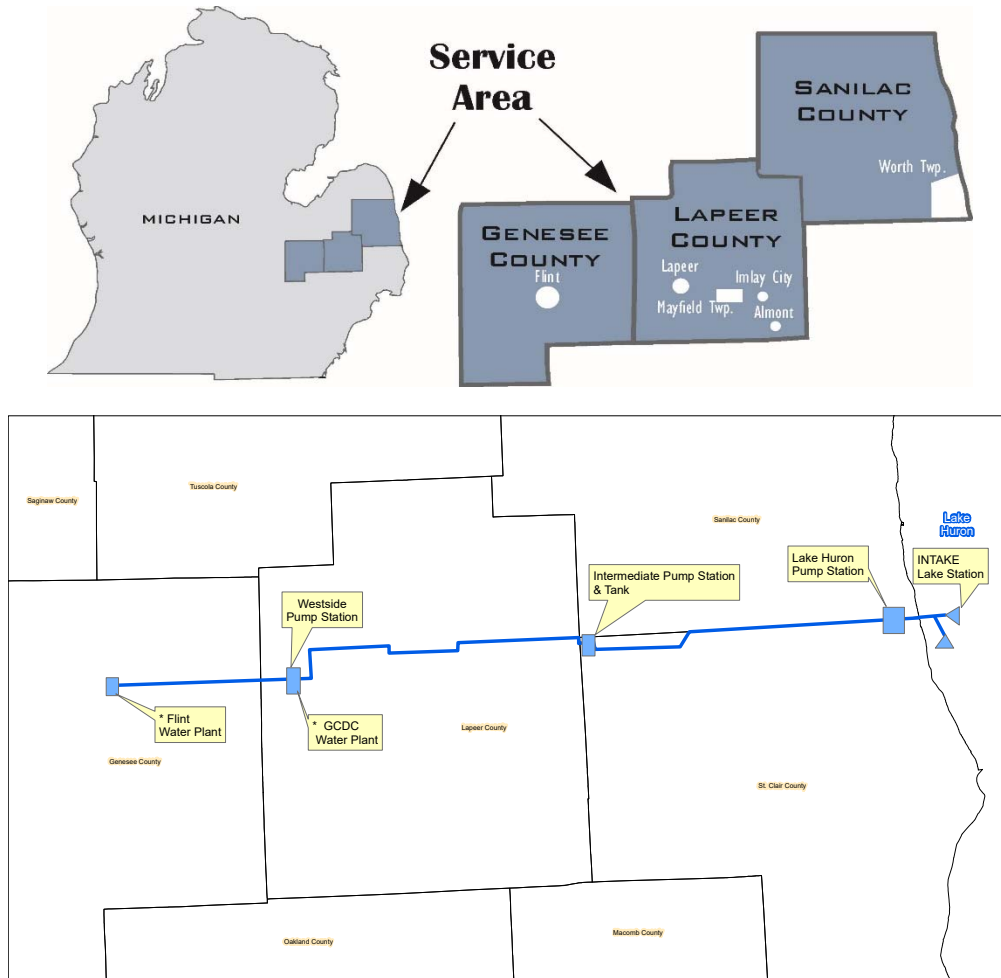 Service
Area
MICHIGAN
SANILAC
COUNTY
Worth Twp.
GENESEE
COUNTY
Flint
LAPEER
COUNTY
Lapeer
Imlay City
Mayfield Twp.
Almont
Saginaw County
Tuscola County
Sanilac County
Lake
Huron
Lake Huron
Pump Station
INTAKE
Lake Station
Intermediate Pump Station
& Tank
Westside
Pump Station
* Flint
Water Plant
* GCDC
Water Plant
Genesee County
Lapeer County
St. Clair County
Oakland County
Macomb County